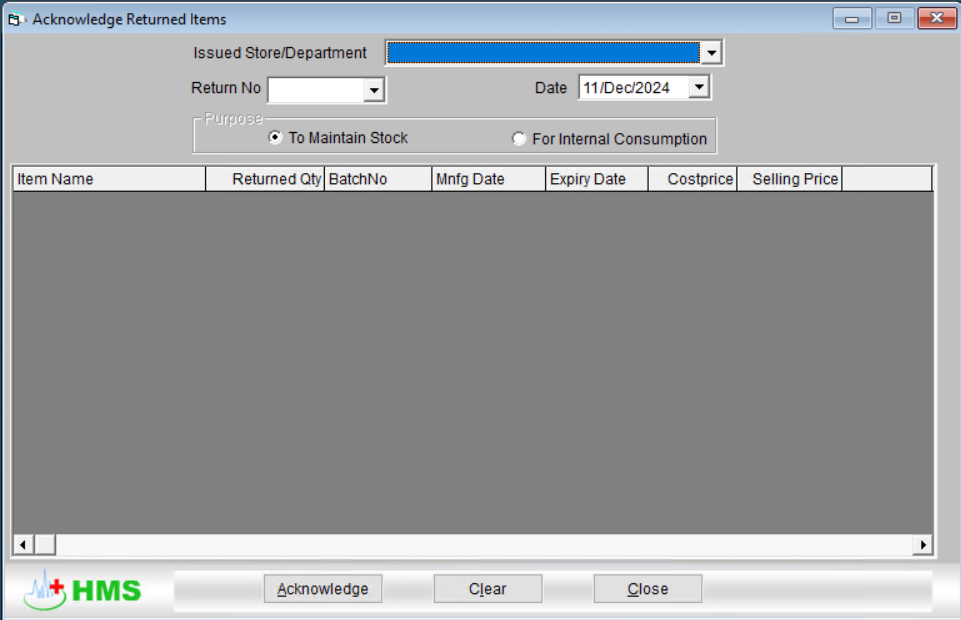 Acknowledge Returned Items
Issued Store/Department
Return No Date 11/Dec/2024
Purpose
To Maintain Stock For Internal Consumption
Item Name Returned Qty BatchNo Mnfg Date Expiry Date Costprice Selling Price
HMS Acknowledge Clear Close